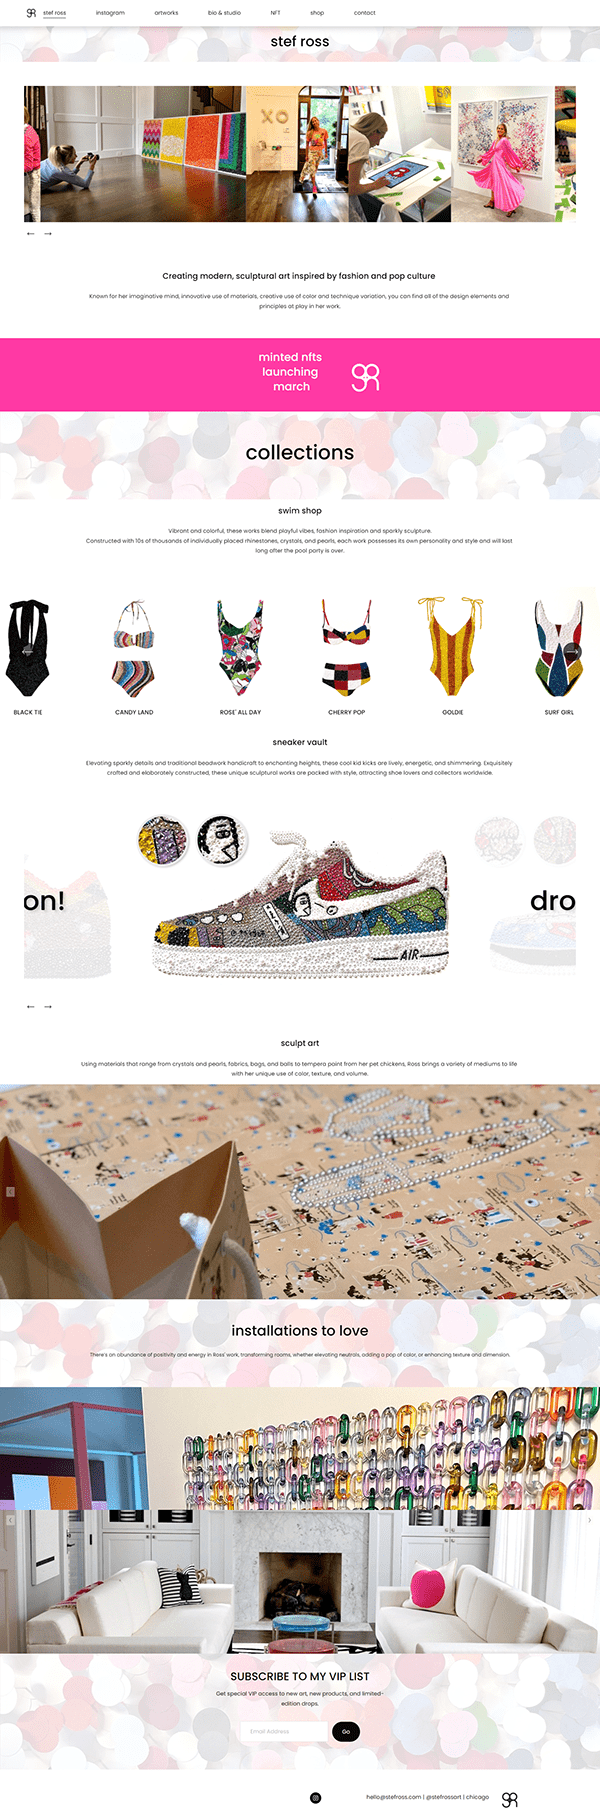 stef ross
instagram
artworks
bio & studio
NFT
shop
contact
stef ross
XO
Creating modern, sculptural art inspired by fashion and pop culture
Known for her imaginative mind, innovative use of materials, creative use of color and technique variation, you can find all of the design elements and
principles at play in her work.
minted nfts
launching
march
collections
swim shop
Vibrant and colorful, these works blend playful vibes, fashion inspiration and sparkly sculpture.
Constructed with 10s of thousands of individually placed rhinestones, crystals, and pearls, each work possesses its own personality and style and will last
long after the pool party is over.
BLACK TIE
CANDY LAND
ROSE' ALL DAY
CHERRY POP
GOLDIE
SURF GIRL
sneaker vault
Elevating sparkly details and traditional beadwork handicraft to enchanting heights, these cool kid kicks are lively, energetic, and shimmering. Exquisitely
crafted and elaborately constructed, these unique sculptural works are packed with style, attracting shoe lovers and collectors worldwide.
on!
dro
AIR
sculpt art
Using materials that range from crystals and pearls, fabrics, bags, and balls to tempera paint from her pet chickens, Ross brings a variety of mediums to life
with her unique use of color, texture, and volume.
installations to love
There's an abundance of positivity and energy in Ross' work, transforming rooms, whether elevating neutrals, adding a pop of color, or enhancing texture and dimension.
SUBSCRIBE TO MY VIP LIST
Get special VIP access to new art, new products, and limited-
edition drops.
Email Address
Go
hello@stefross.com | @stefrossart | chicago